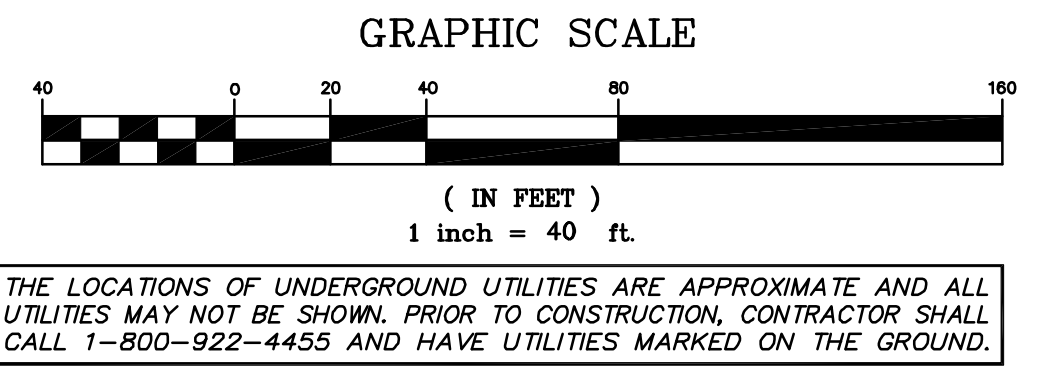 GRAPHIC SCALE
40 0 20 40 80 160
( IN FEET )
1 inch = 40 ft.
THE LOCATIONS OF UNDERGROUND UTILITIES ARE APPROXIMATE AND ALL
UTILITIES MAY NOT BE SHOWN. PRIOR TO CONSTRUCTION, CONTRACTOR SHALL
CALL 1-800-922-4455 AND HAVE UTILITIES MARKED ON THE GROUND.